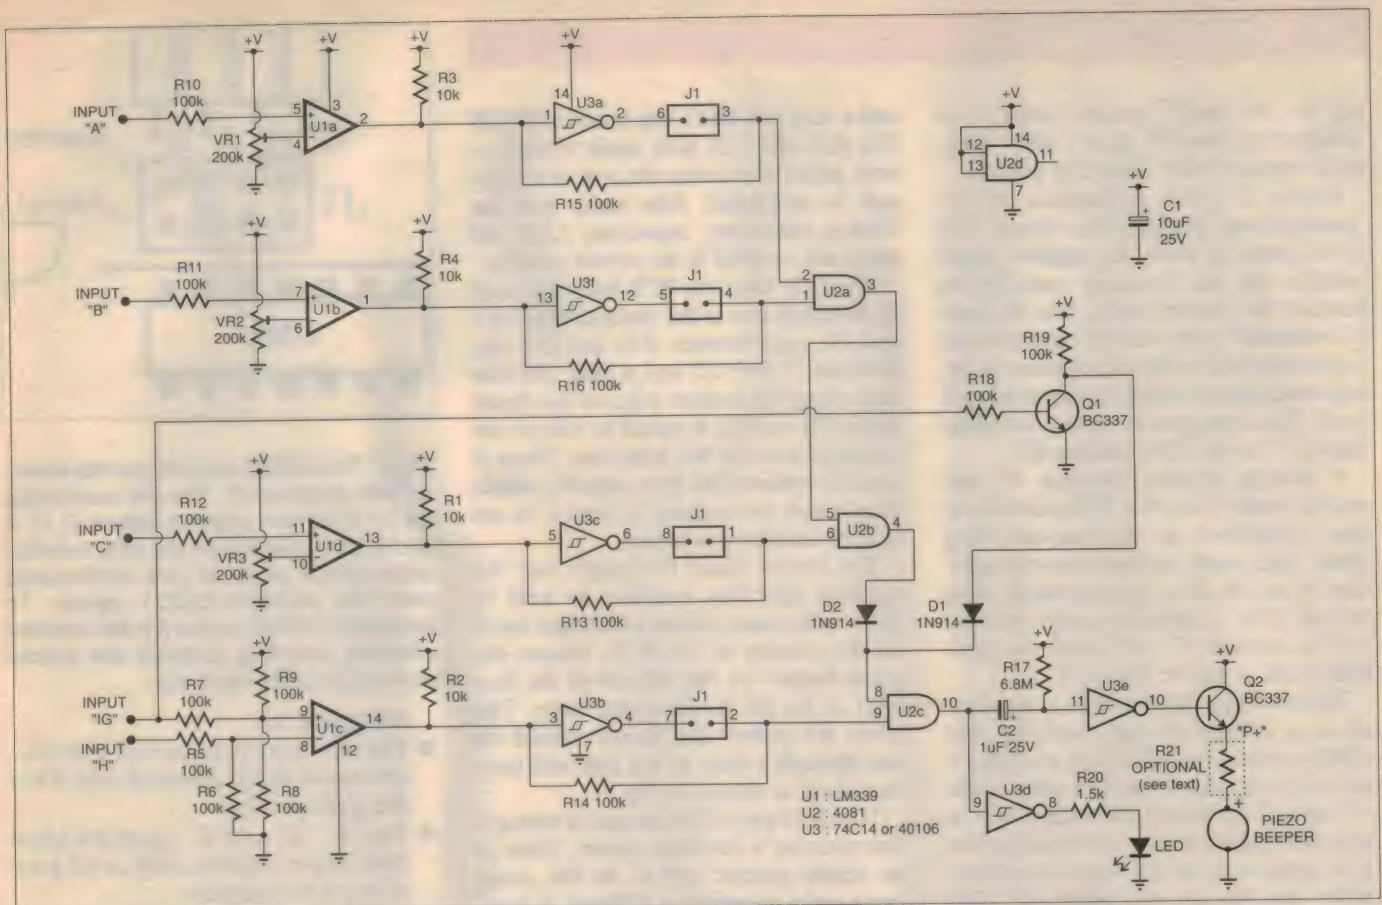 +V
+V
+V
+V
R10
100k
INPUT
"A"
5
+
3
U1a
2
-
4
VR1
200k
R3
10k
14
U3a
1
2
J1
6
3
R15 100k
+V
12
14
13
U2d
11
7
+V
+
C1
10uF
25V
+V
+V
R11
100k
INPUT
"B"
7
+
U1b
1
-
6
VR2
200k
R4
10k
U3f
13
12
J1
5
4
R16 100k
2
1
U2a
3
+V
R19
100k
R18
100k
Q1
BC337
+V
+V
R12
100k
INPUT
"C"
11
+
U1d
13
-
10
VR3
200k
R1
10k
U3c
5
6
J1
8
1
R13 100k
5
6
U2b
4
D2
1N914
D1
1N914
+V
+V
INPUT
"IG"
INPUT
"H"
R7
100k
R5
100k
R9
100k
R6
100k
R8
100k
9
+
U1c
14
-
8
12
R2
10k
U3b
3
4
7
J1
7
2
R14 100k
8
9
U2c
10
+V
R17
6.8M
+
C2
1uF 25V
U3e
11
10
+V
Q2
BC337
"P+"
R21
OPTIONAL
(see text)
+
PIEZO
BEEPER
U3d
9
8
R20
1.5k
LED
U1 : LM339
U2 : 4081
U3 : 74C14 or 40106